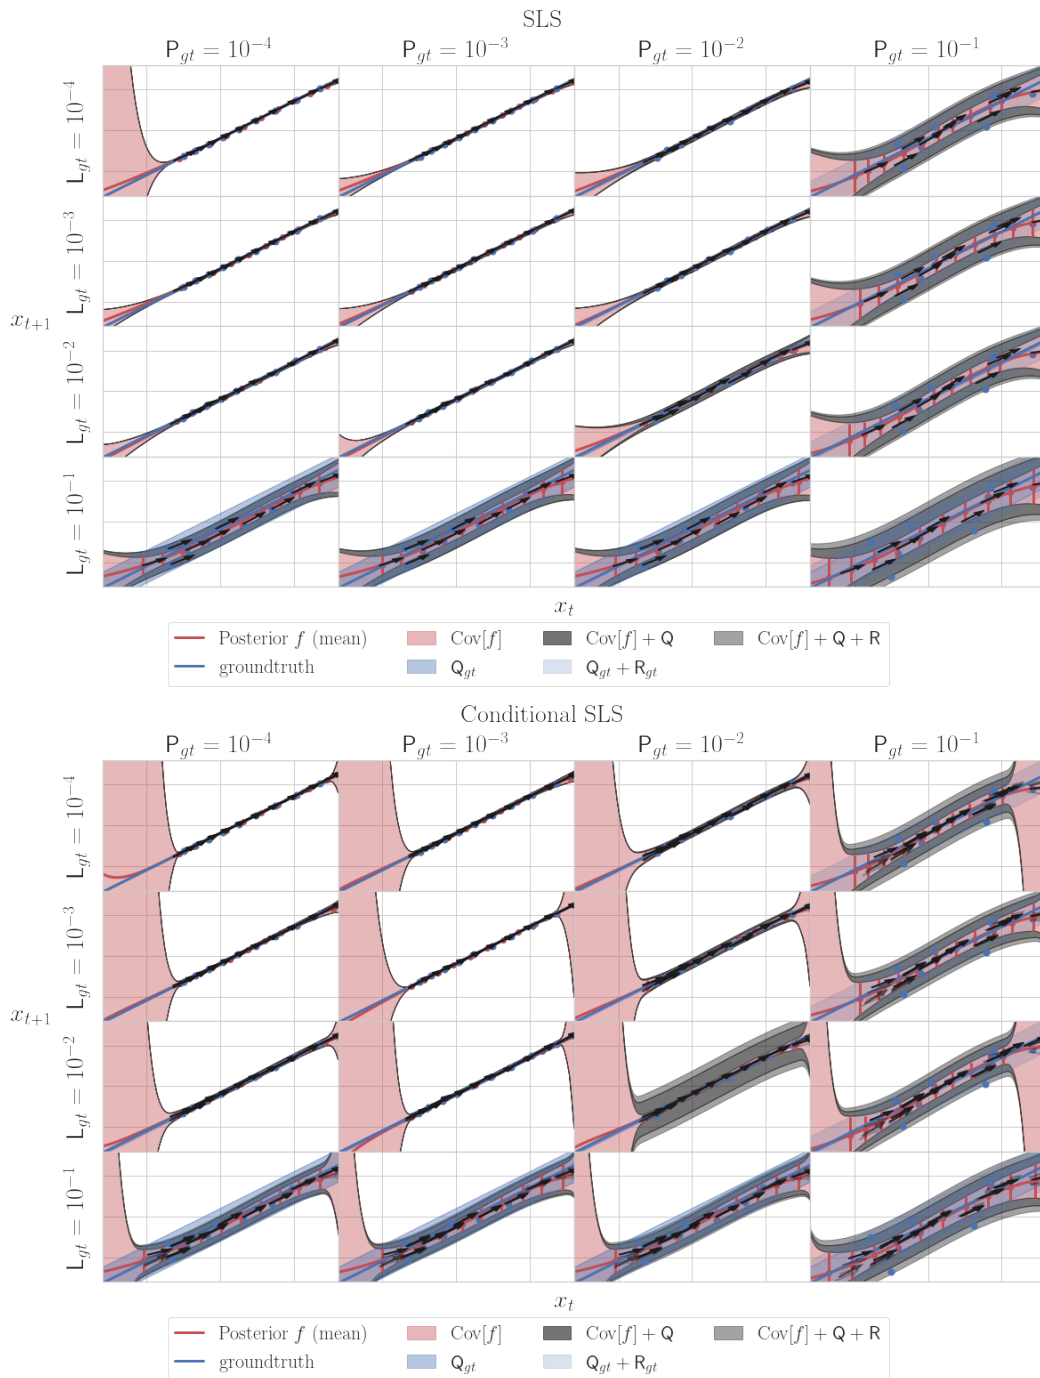 SLS
P_gt = 10^−4 P_gt = 10^−3 P_gt = 10^−2 P_gt = 10^−1
L_gt = 10^−4
L_gt = 10^−3
x_{t+1}
L_gt = 10^−2
L_gt = 10^−1
x_t
Posterior f (mean) Cov[f] Cov[f] + Q Cov[f] + Q + R
groundtruth Q_gt Q_gt + R_gt
Conditional SLS
P_gt = 10^−4 P_gt = 10^−3 P_gt = 10^−2 P_gt = 10^−1
L_gt = 10^−4
L_gt = 10^−3
x_{t+1}
L_gt = 10^−2
L_gt = 10^−1
x_t
Posterior f (mean) Cov[f] Cov[f] + Q Cov[f] + Q + R
groundtruth Q_gt Q_gt + R_gt